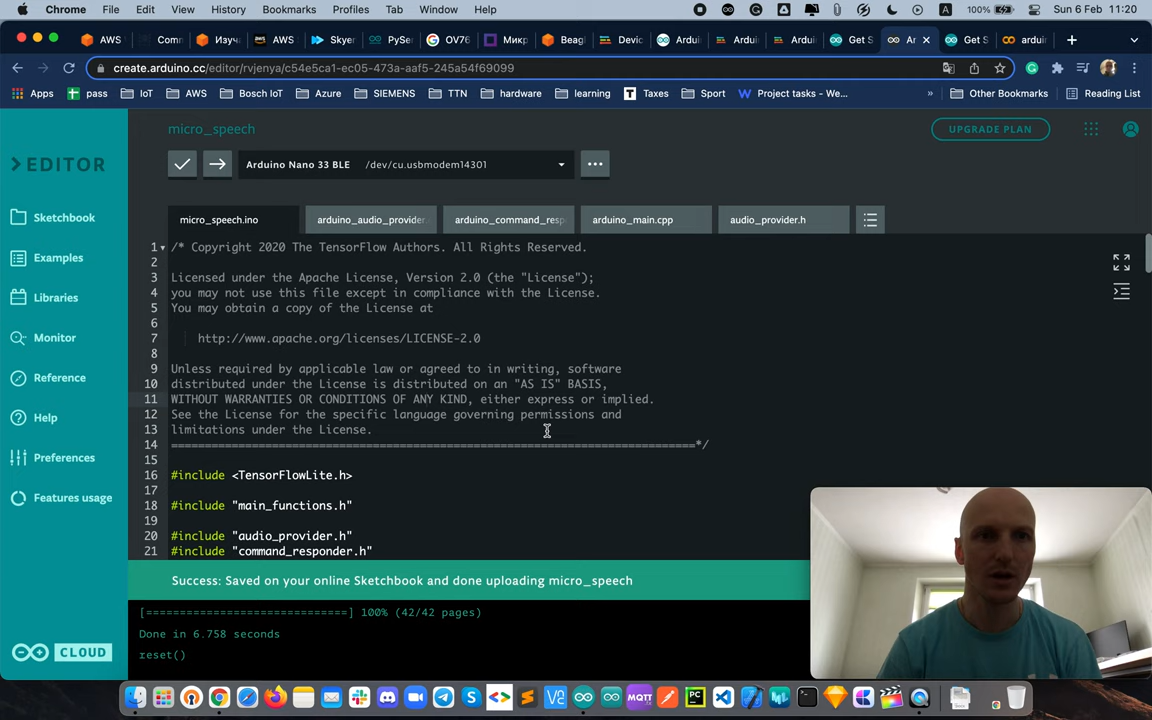 Chrome File Edit View History Bookmarks Profiles Tab Window Help 100% Sun 6 Feb 11:20
AWS Comn Изуча AWS Skyer PySe OV76 Микр Beagl Devic Ardui Ardui Ardui Get S Ar Get S arduin
create.arduino.cc/editor/rvjenya/c54e5ca1-ec05-473a-aaf5-245a54f69099
Apps pass IoT AWS Bosch IoT Azure SIEMENS TTN hardware learning Taxes Sport Project tasks - We... » Other Bookmarks Reading List
micro_speech
UPGRADE PLAN
EDITOR
Arduino Nano 33 BLE /dev/cu.usbmodem14301
Sketchbook
Examples
Libraries
Monitor
Reference
Help
Preferences
Features usage
CLOUD
micro_speech.ino arduino_audio_provider. arduino_command_resp arduino_main.cpp audio_provider.h
1 /* Copyright 2020 The TensorFlow Authors. All Rights Reserved.
2
3 Licensed under the Apache License, Version 2.0 (the "License");
4 you may not use this file except in compliance with the License.
5 You may obtain a copy of the License at
6
7 http://www.apache.org/licenses/LICENSE-2.0
8
9 Unless required by applicable law or agreed to in writing, software
10 distributed under the License is distributed on an "AS IS" BASIS,
11 WITHOUT WARRANTIES OR CONDITIONS OF ANY KIND, either express or implied.
12 See the License for the specific language governing permissions and
13 limitations under the License.
14 ==============================================================================*/
15
16 #include <TensorFlowLite.h>
17
18 #include "main_functions.h"
19
20 #include "audio_provider.h"
21 #include "command_responder.h"
Success: Saved on your online Sketchbook and done uploading micro_speech
[==============================] 100% (42/42 pages)
Done in 6.758 seconds
reset()